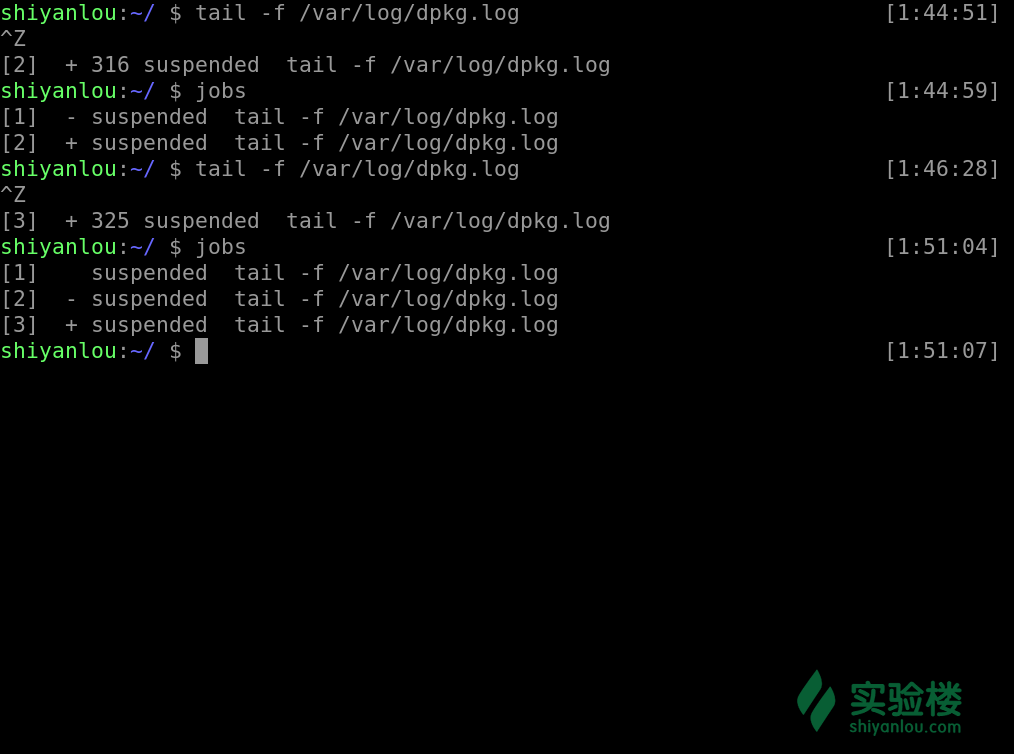 shiyanlou:~/ $ tail -f /var/log/dpkg.log [1:44:51]
^Z
[2]  + 316 suspended  tail -f /var/log/dpkg.log
shiyanlou:~/ $ jobs [1:44:59]
[1]  - suspended  tail -f /var/log/dpkg.log
[2]  + suspended  tail -f /var/log/dpkg.log
shiyanlou:~/ $ tail -f /var/log/dpkg.log [1:46:28]
^Z
[3]  + 325 suspended  tail -f /var/log/dpkg.log
shiyanlou:~/ $ jobs [1:51:04]
[1]    suspended  tail -f /var/log/dpkg.log
[2]  - suspended  tail -f /var/log/dpkg.log
[3]  + suspended  tail -f /var/log/dpkg.log
shiyanlou:~/ $ [1:51:07]
实验楼
shiyanlou.com